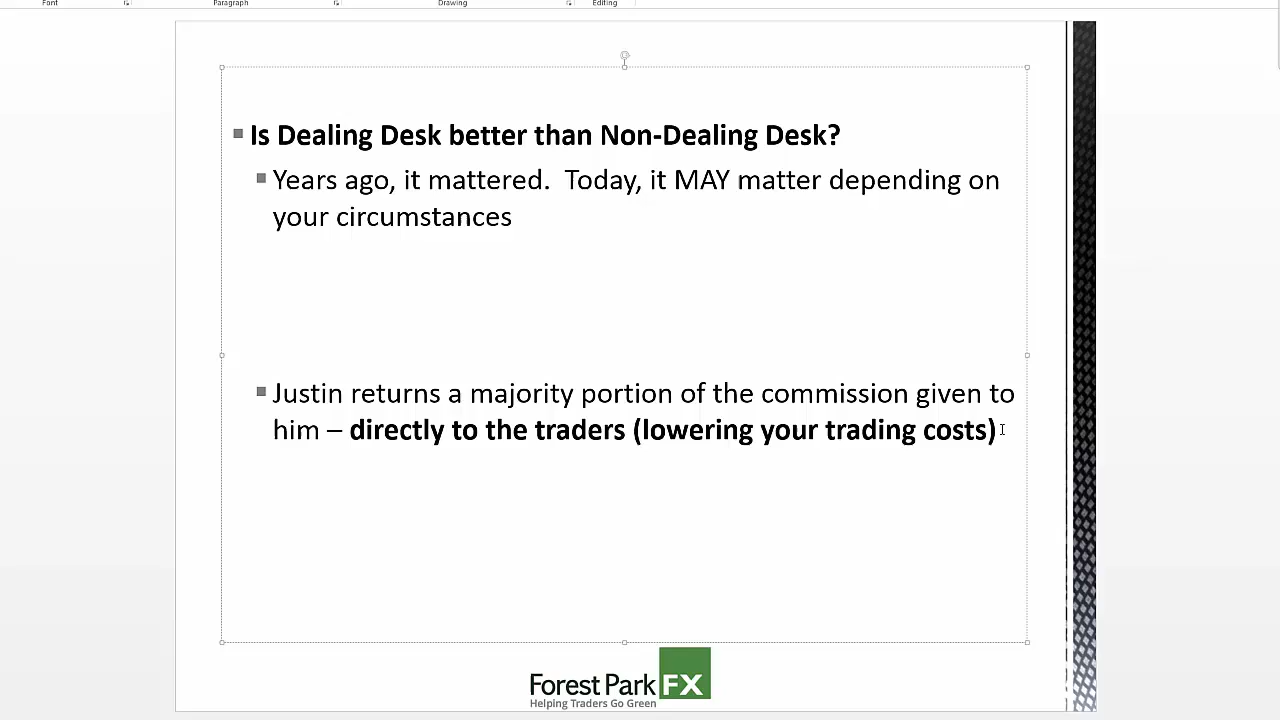 Font Paragraph Drawing Editing
Is Dealing Desk better than Non-Dealing Desk?
Years ago, it mattered.  Today, it MAY matter depending on
your circumstances
Justin returns a majority portion of the commission given to
him – directly to the traders (lowering your trading costs)
Forest Park FX
Helping Traders Go Green